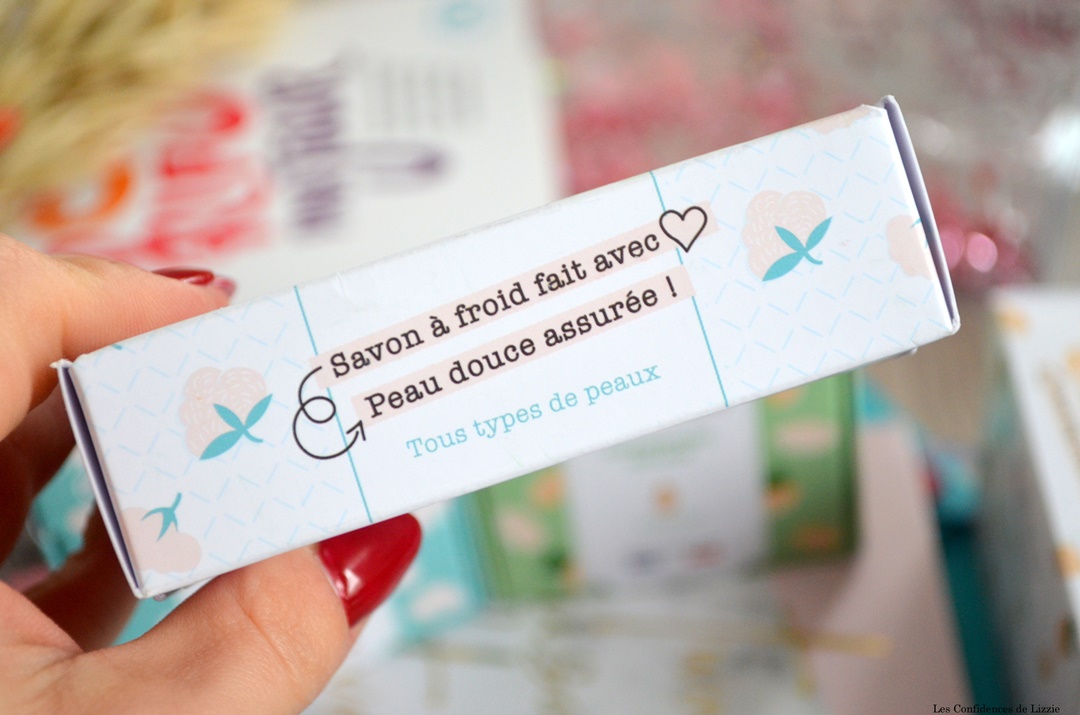 Savon à froid fait avec
Peau douce assurée !
Tous types de peaux
Les Confidences de Lizzie